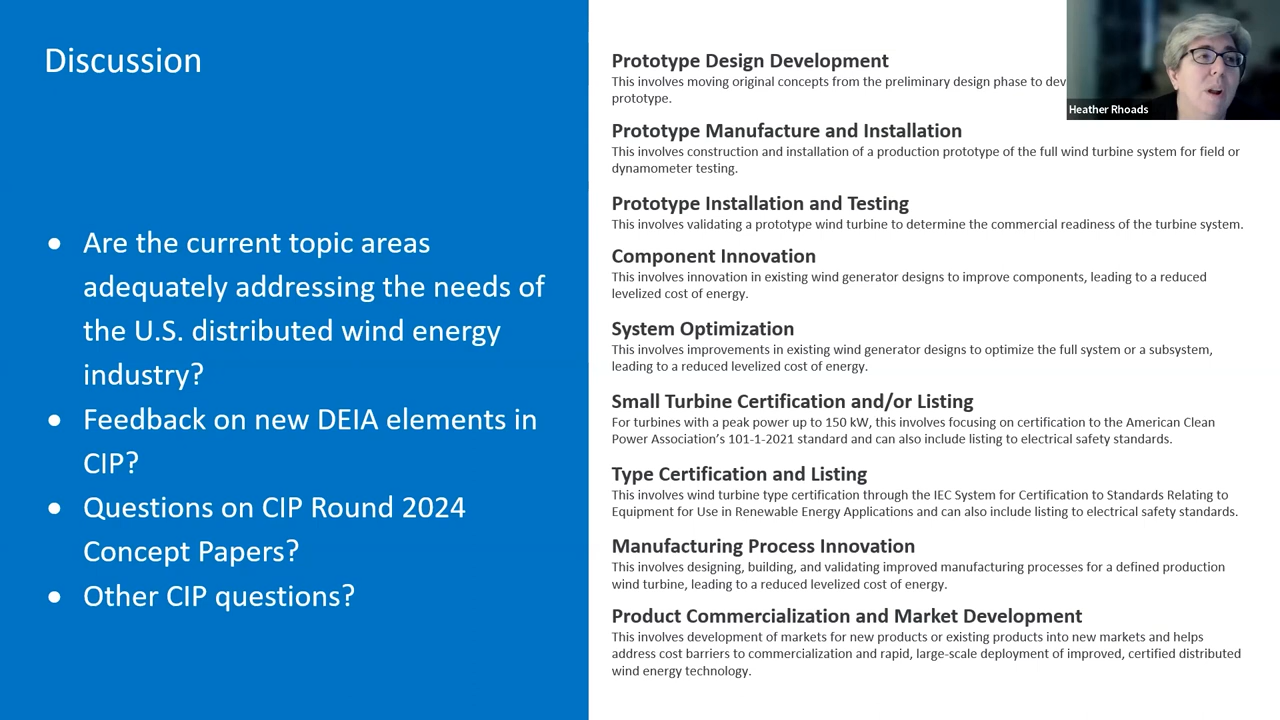 Discussion
• Are the current topic areas
adequately addressing the needs of
the U.S. distributed wind energy
industry?
• Feedback on new DEIA elements in
CIP?
• Questions on CIP Round 2024
Concept Papers?
• Other CIP questions?
Prototype Design Development
This involves moving original concepts from the preliminary design phase to
prototype.
Prototype Manufacture and Installation
This involves construction and installation of a production prototype of the full wind turbine system for field or
dynamometer testing.
Prototype Installation and Testing
This involves validating a prototype wind turbine to determine the commercial readiness of the turbine system.
Component Innovation
This involves innovation in existing wind generator designs to improve components, leading to a reduced
levelized cost of energy.
System Optimization
This involves improvements in existing wind generator designs to optimize the full system or a subsystem,
leading to a reduced levelized cost of energy.
Small Turbine Certification and/or Listing
For turbines with a peak power up to 150 kW, this involves focusing on certification to the American Clean
Power Association’s 101-1-2021 standard and can also include listing to electrical safety standards.
Type Certification and Listing
This involves wind turbine type certification through the IEC System for Certification to Standards Relating to
Equipment for Use in Renewable Energy Applications and can also include listing to electrical safety standards.
Manufacturing Process Innovation
This involves designing, building, and validating improved manufacturing processes for a defined production
wind turbine, leading to a reduced levelized cost of energy.
Product Commercialization and Market Development
This involves development of markets for new products or existing products into new markets and helps
address cost barriers to commercialization and rapid, large-scale deployment of improved, certified distributed
wind energy technology.
Heather Rhoads